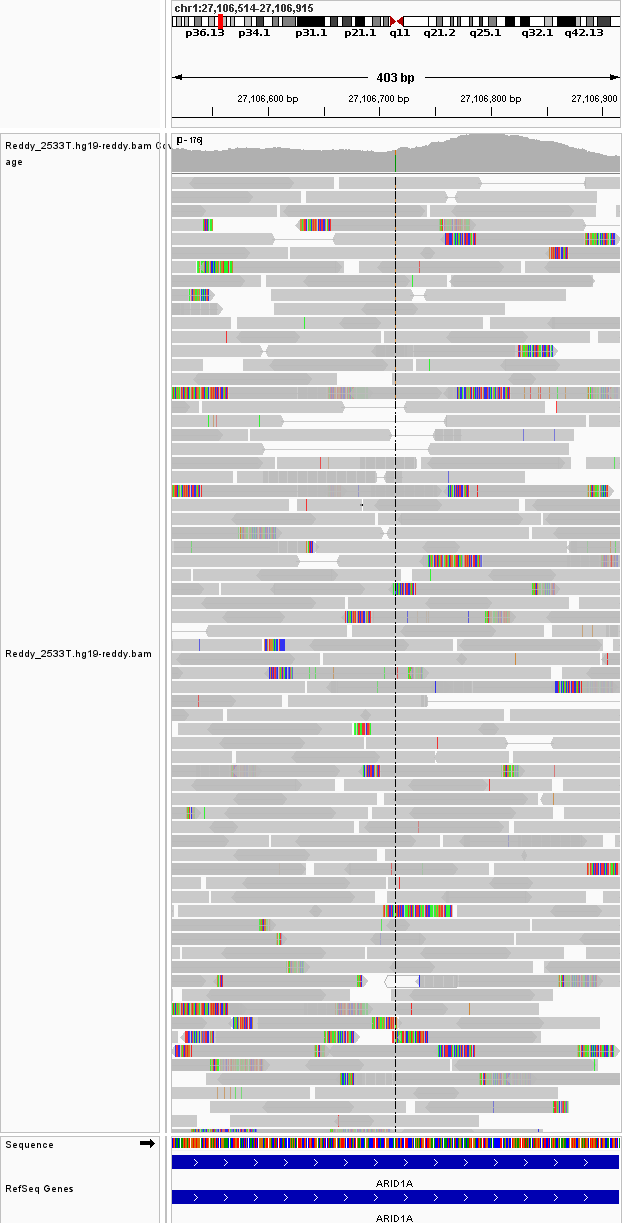 chr1:27,106,514-27,106,915
p36.13 p34.1 p31.1 p21.1 q11 q21.2 q25.1 q32.1 q42.13
403 bp
27,106,600 bp 27,106,700 bp 27,106,800 bp 27,106,900
[0 - 176]
Reddy_2533T.hg19-reddy.bam Cov
age
Reddy_2533T.hg19-reddy.bam
Sequence
RefSeq Genes
ARID1A
ARID1A